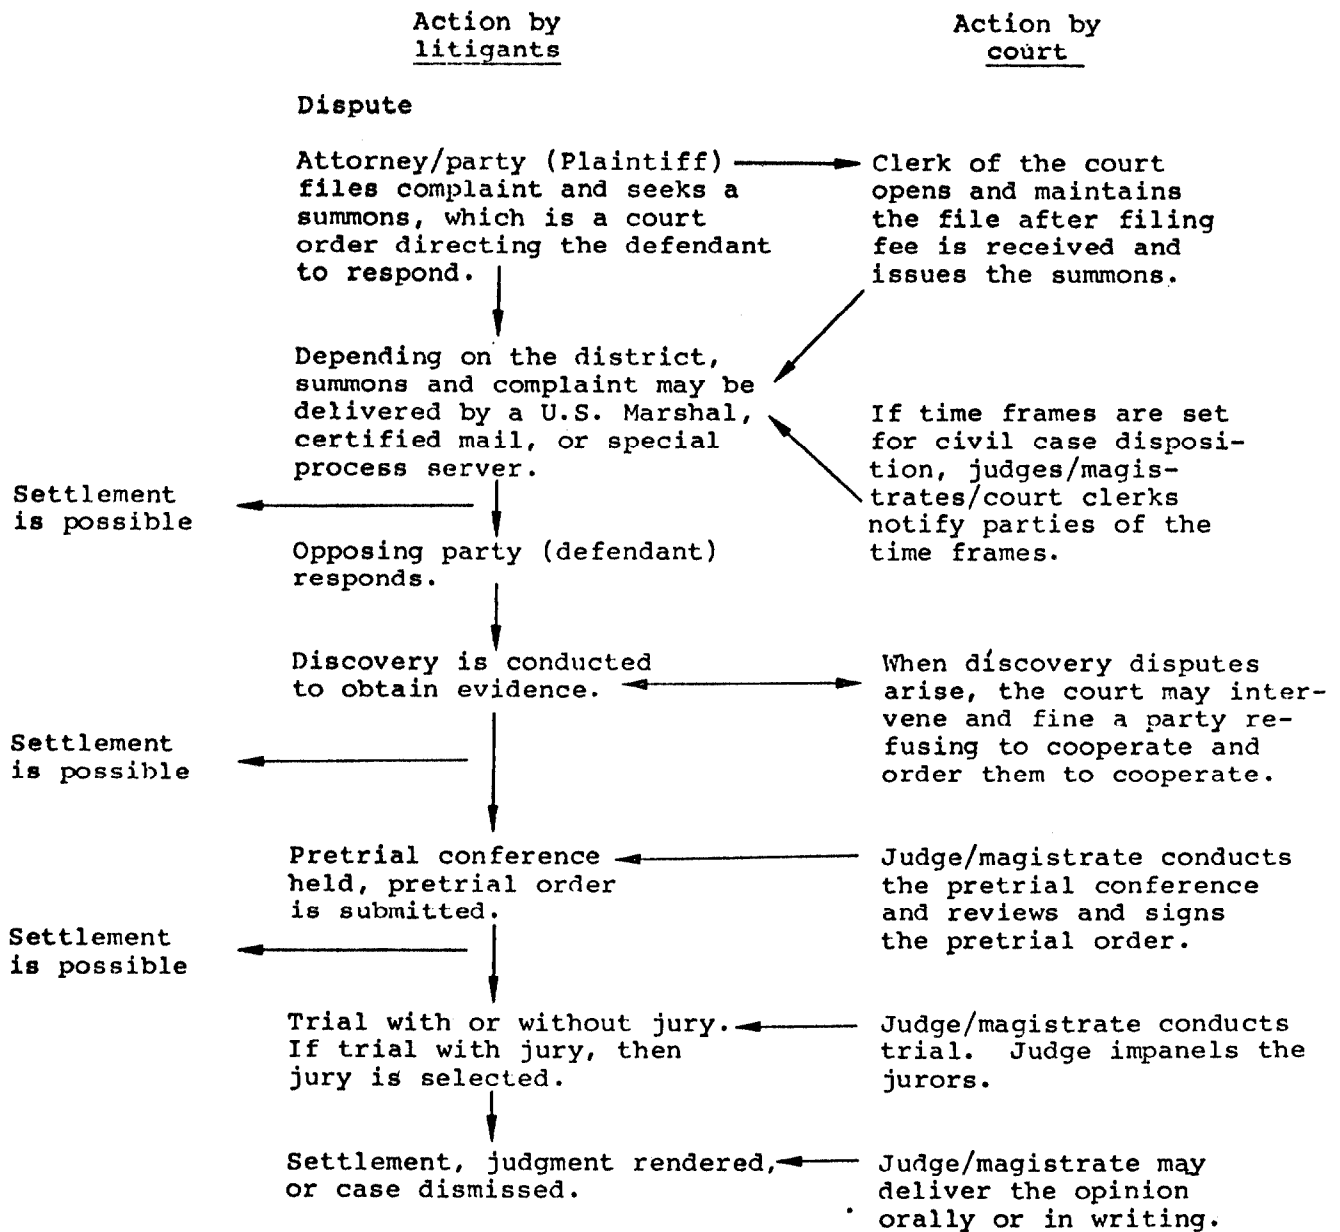 Action by
litigants
Action by
court
Dispute
Attorney/party (Plaintiff)
files complaint and seeks a
summons, which is a court
order directing the defendant
to respond.
Clerk of the court
opens and maintains
the file after filing
fee is received and
issues the summons.
Depending on the district,
summons and complaint may be
delivered by a U.S. Marshal,
certified mail, or special
process server.
If time frames are set
for civil case disposi-
tion, judges/magis-
trates/court clerks
notify parties of the
time frames.
Settlement
is possible
Opposing party (defendant)
responds.
Discovery is conducted
to obtain evidence.
When discovery disputes
arise, the court may inter-
vene and fine a party re-
fusing to cooperate and
order them to cooperate.
Settlement
is possible
Pretrial conference
held, pretrial order
is submitted.
Judge/magistrate conducts
the pretrial conference
and reviews and signs
the pretrial order.
Settlement
is possible
Trial with or without jury.
If trial with jury, then
jury is selected.
Judge/magistrate conducts
trial. Judge impanels the
jurors.
Settlement, judgment rendered,
or case dismissed.
Judge/magistrate may
deliver the opinion
orally or in writing.